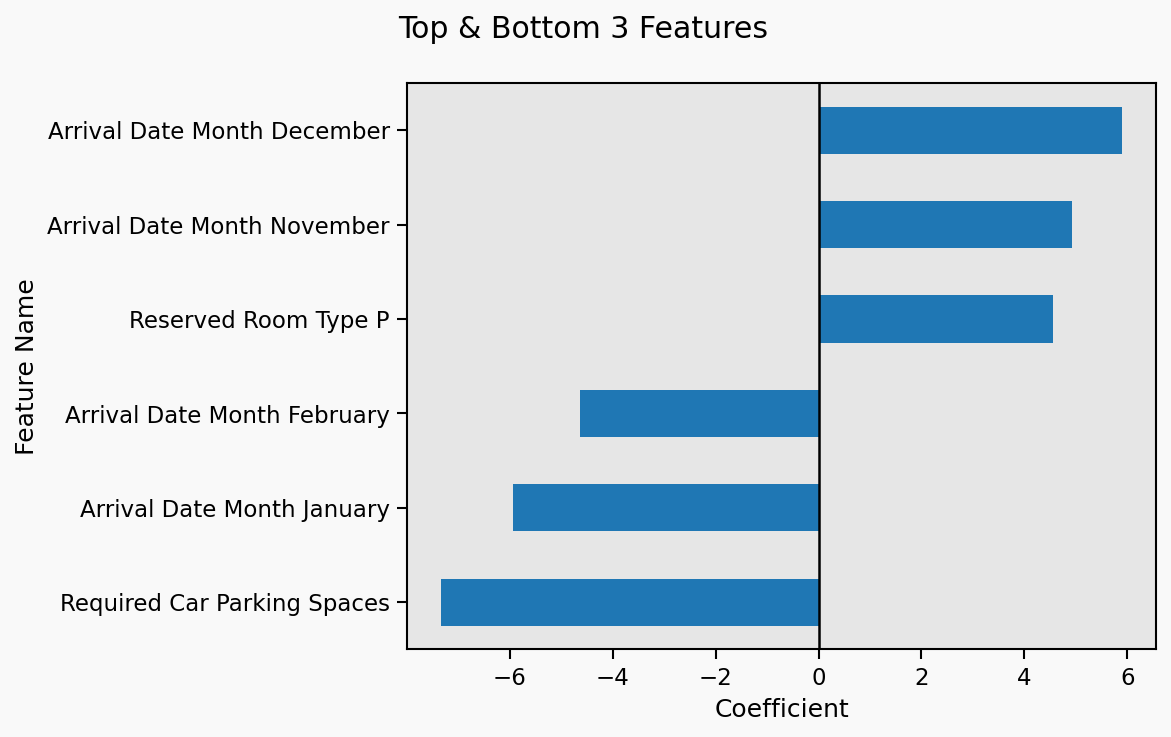 Top & Bottom 3 Features
Feature Name
Arrival Date Month December
Arrival Date Month November
Reserved Room Type P
Arrival Date Month February
Arrival Date Month January
Required Car Parking Spaces
−6 −4 −2 0 2 4 6
Coefficient